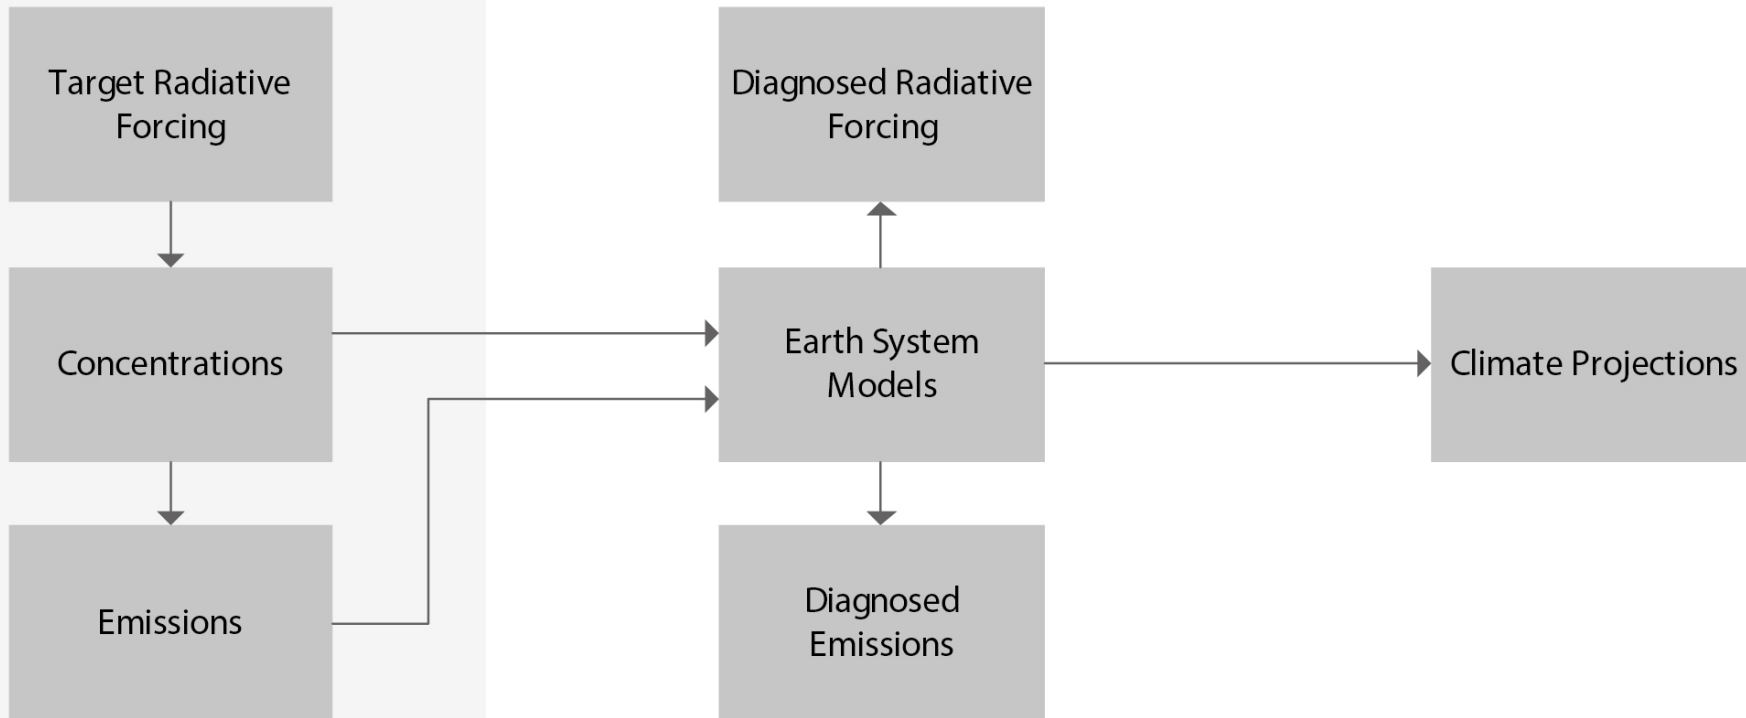 Target Radiative
Forcing
Diagnosed Radiative
Forcing
Concentrations
Earth System
Models
Climate Projections
Emissions
Diagnosed
Emissions